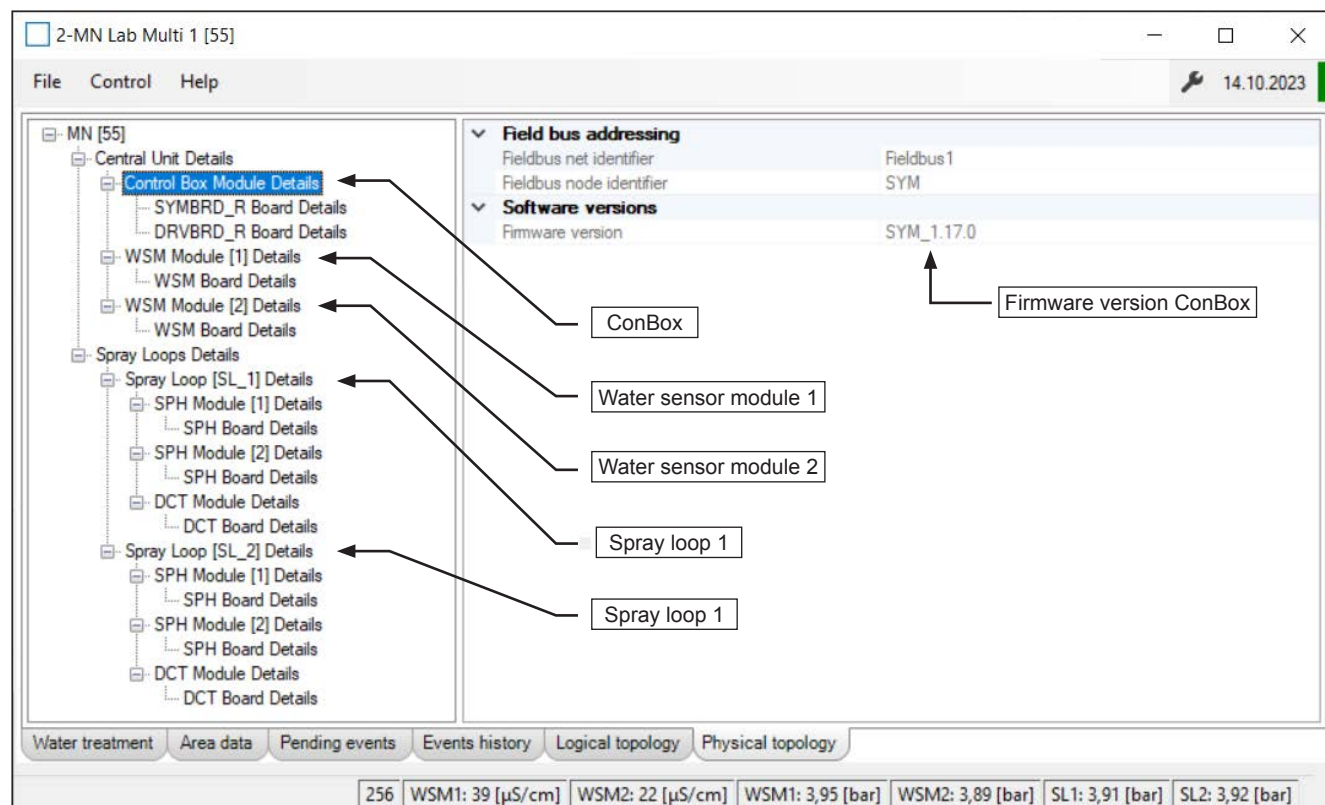 2-MN Lab Multi 1 [55]
File Control Help
14.10.2023
MN [55]
Central Unit Details
Control Box Module Details
SYMBRD_R Board Details
DRVBRD_R Board Details
WSM Module [1] Details
WSM Board Details
WSM Module [2] Details
WSM Board Details
Spray Loops Details
Spray Loop [SL_1] Details
SPH Module [1] Details
SPH Board Details
SPH Module [2] Details
SPH Board Details
DCT Module Details
DCT Board Details
Spray Loop [SL_2] Details
SPH Module [1] Details
SPH Board Details
SPH Module [2] Details
SPH Board Details
DCT Module Details
DCT Board Details
Field bus addressing
Fieldbus net identifier Fieldbus1
Fieldbus node identifier SYM
Software versions
Firmware version SYM_1.17.0
Firmware version ConBox
ConBox
Water sensor module 1
Water sensor module 2
Spray loop 1
Spray loop 1
Water treatment Area data Pending events Events history Logical topology Physical topology
256 WSM1: 39 [µS/cm] WSM2: 22 [µS/cm] WSM1: 3,95 [bar] WSM2: 3,89 [bar] SL1: 3,91 [bar] SL2: 3,92 [bar]